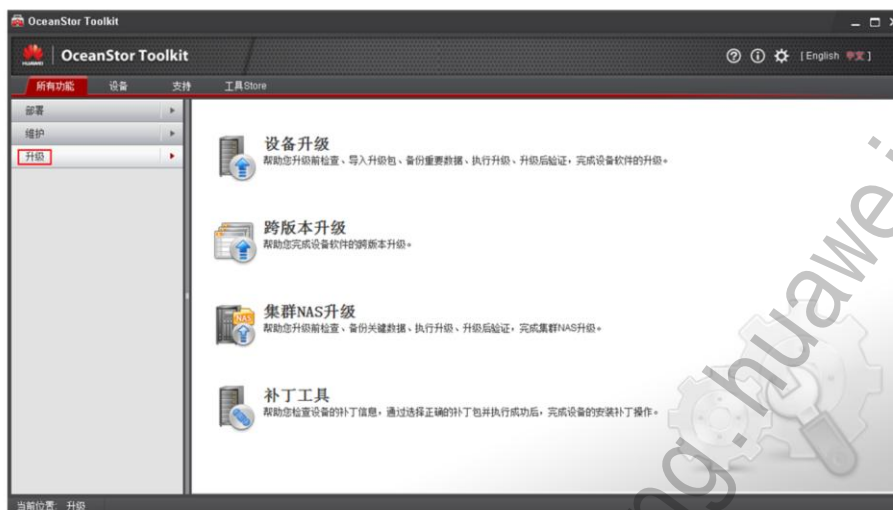 OceanStor Toolkit
HUAWEI OceanStor Toolkit [ English 中文 ]
所有功能 设备 支持 工具Store
部署
维护
升级
设备升级
帮助您升级前检查、导入升级包、备份重要数据、执行升级、升级后验证，完成设备软件的升级。
跨版本升级
帮助您完成设备软件的跨版本升级。
集群NAS升级
帮助您升级前检查、备份关键数据、执行升级、升级后验证，完成集群NAS升级。
补丁工具
帮助您检查设备的补丁信息，通过选择正确的补丁包并执行成功后，完成设备的安装补丁操作。
当前位置: 升级
ng.huawei